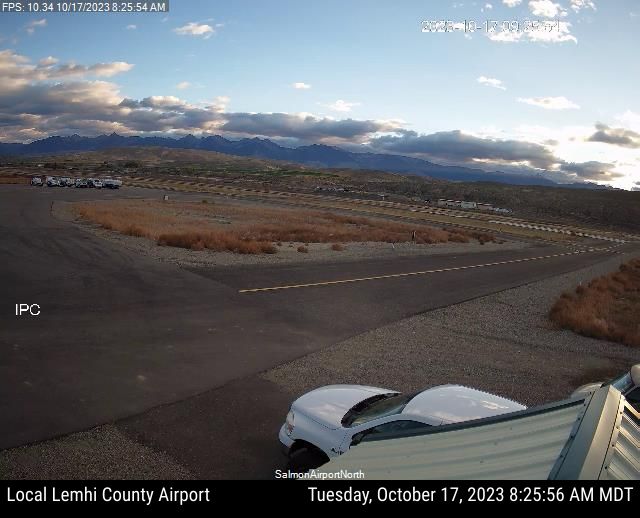 FPS: 10.34 10/17/2023 8:25:54 AM
IPC
SalmonAirportNorth
Local Lemhi County Airport
Tuesday, October 17, 2023 8:25:56 AM MDT